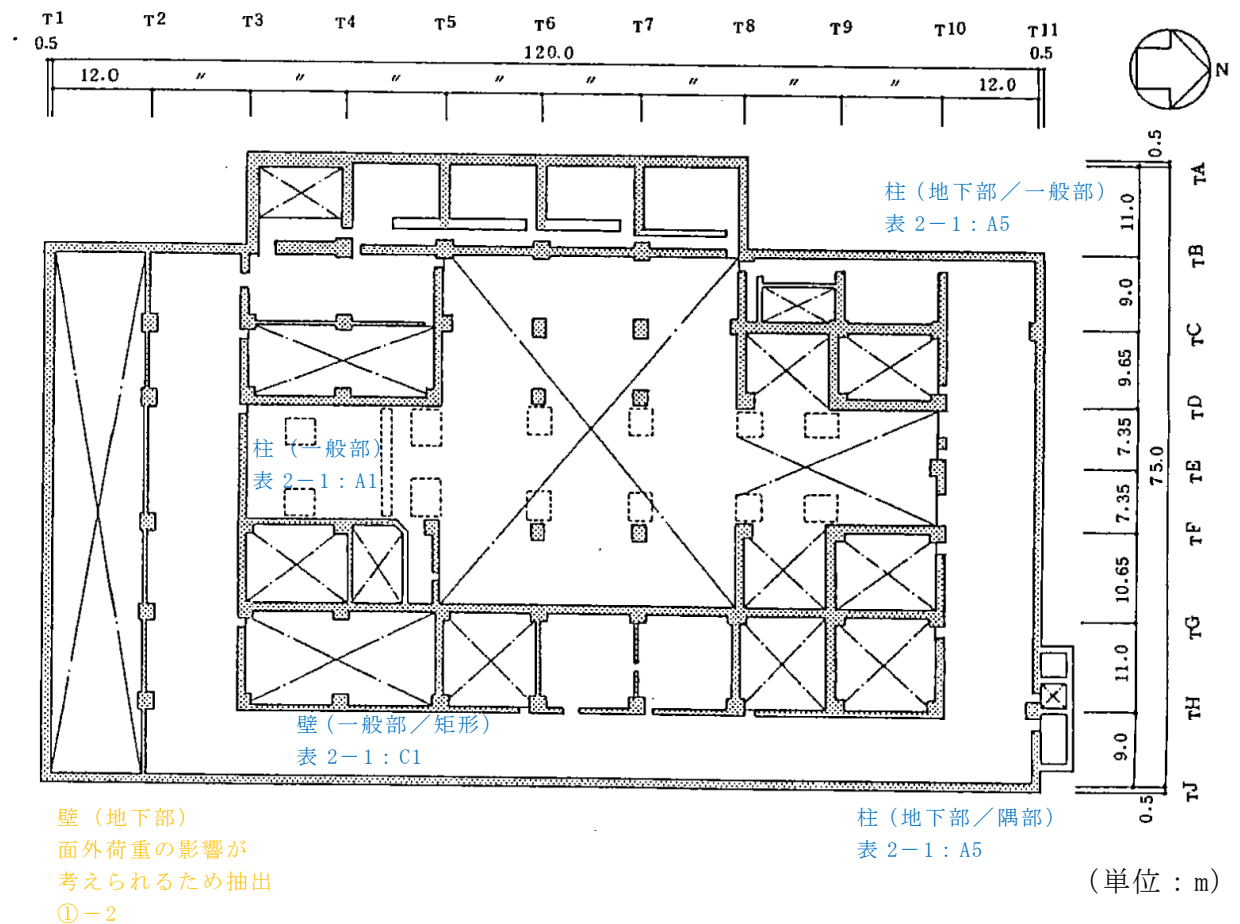 T1 T2 T3 T4 T5 T6 T7 T8 T9 T10 T11
0.5 120.0 0.5
12.0 〃 〃 〃 〃 〃 〃 〃 〃 12.0
N
0.5
TA
11.0
TB
9.0
TC
9.65
TD
7.35
TE
75.0
7.35
TF
10.65
TG
11.0
TH
9.0
TJ
0.5
柱（地下部／一般部）
表 2－1：A5
柱（一般部）
表 2－1：A1
壁（一般部／矩形）
表 2－1：C1
壁（地下部）
面外荷重の影響が
考えられるため抽出
①－2
柱（地下部／隅部）
表 2－1：A5
（単位：m）